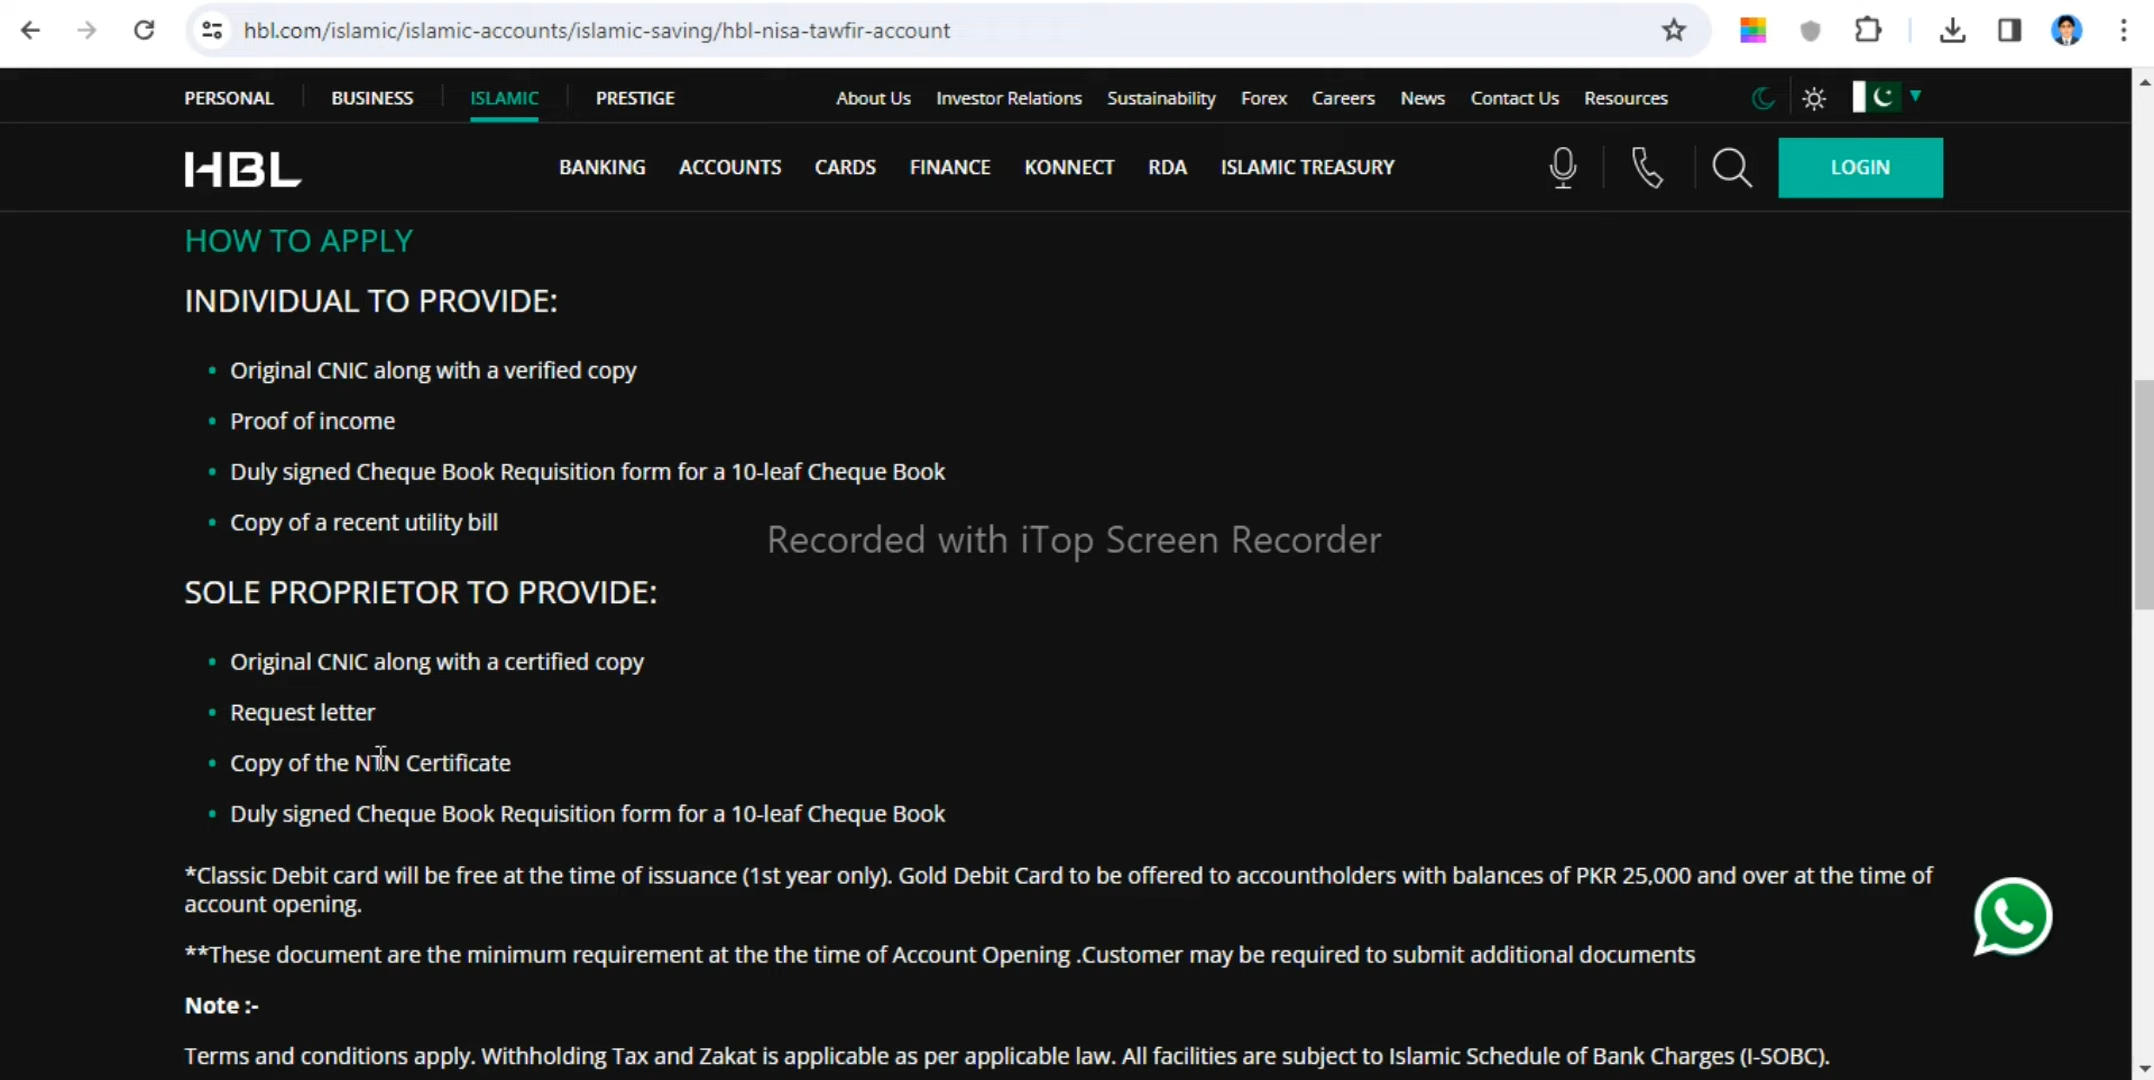 hbl.com/islamic/islamic-accounts/islamic-saving/hbl-nisa-tawfir-account
PERSONAL BUSINESS ISLAMIC PRESTIGE About Us Investor Relations Sustainability Forex Careers News Contact Us Resources
HBL BANKING ACCOUNTS CARDS FINANCE KONNECT RDA ISLAMIC TREASURY LOGIN
HOW TO APPLY
INDIVIDUAL TO PROVIDE:
• Original CNIC along with a verified copy
• Proof of income
• Duly signed Cheque Book Requisition form for a 10-leaf Cheque Book
• Copy of a recent utility bill
Recorded with iTop Screen Recorder
SOLE PROPRIETOR TO PROVIDE:
• Original CNIC along with a certified copy
• Request letter
• Copy of the NTN Certificate
• Duly signed Cheque Book Requisition form for a 10-leaf Cheque Book
*Classic Debit card will be free at the time of issuance (1st year only). Gold Debit Card to be offered to accountholders with balances of PKR 25,000 and over at the time of
account opening.
**These document are the minimum requirement at the the time of Account Opening .Customer may be required to submit additional documents
Note :-
Terms and conditions apply. Withholding Tax and Zakat is applicable as per applicable law. All facilities are subject to Islamic Schedule of Bank Charges (I-SOBC).